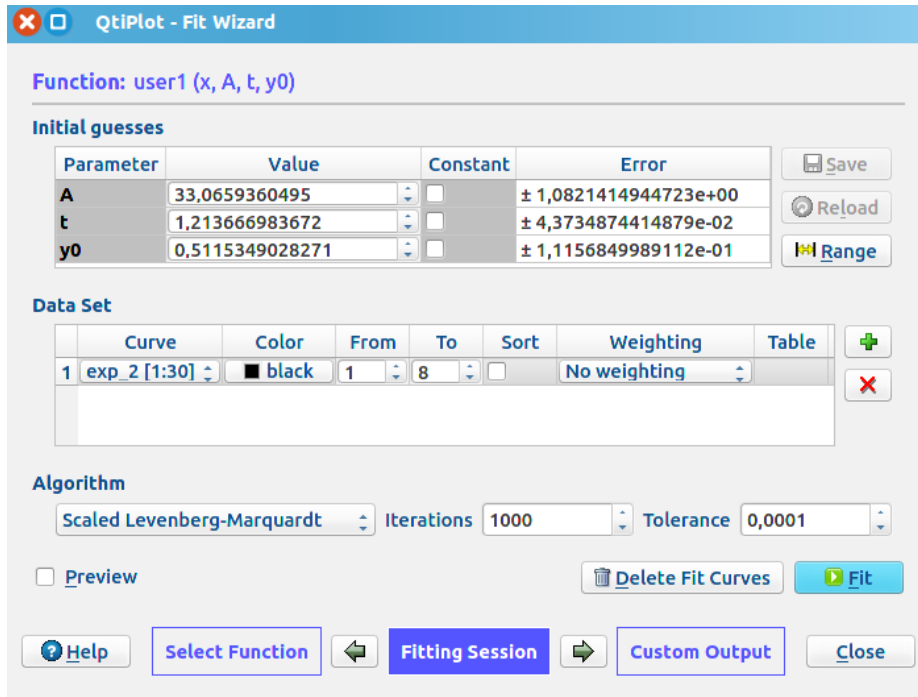 QtiPlot - Fit Wizard
Function: user1 (x, A, t, y0)
Initial guesses
Parameter Value Constant Error
A 33,0659360495 ± 1,0821414944723e+00
t 1,213666983672 ± 4,3734874414879e-02
y0 0,5115349028271 ± 1,1156849989112e-01
Save
Reload
Range
Data Set
Curve Color From To Sort Weighting Table
1 exp_2 [1:30] black 1 8 No weighting
Algorithm
Scaled Levenberg-Marquardt Iterations 1000 Tolerance 0,0001
Preview Delete Fit Curves Fit
Help Select Function Fitting Session Custom Output Close